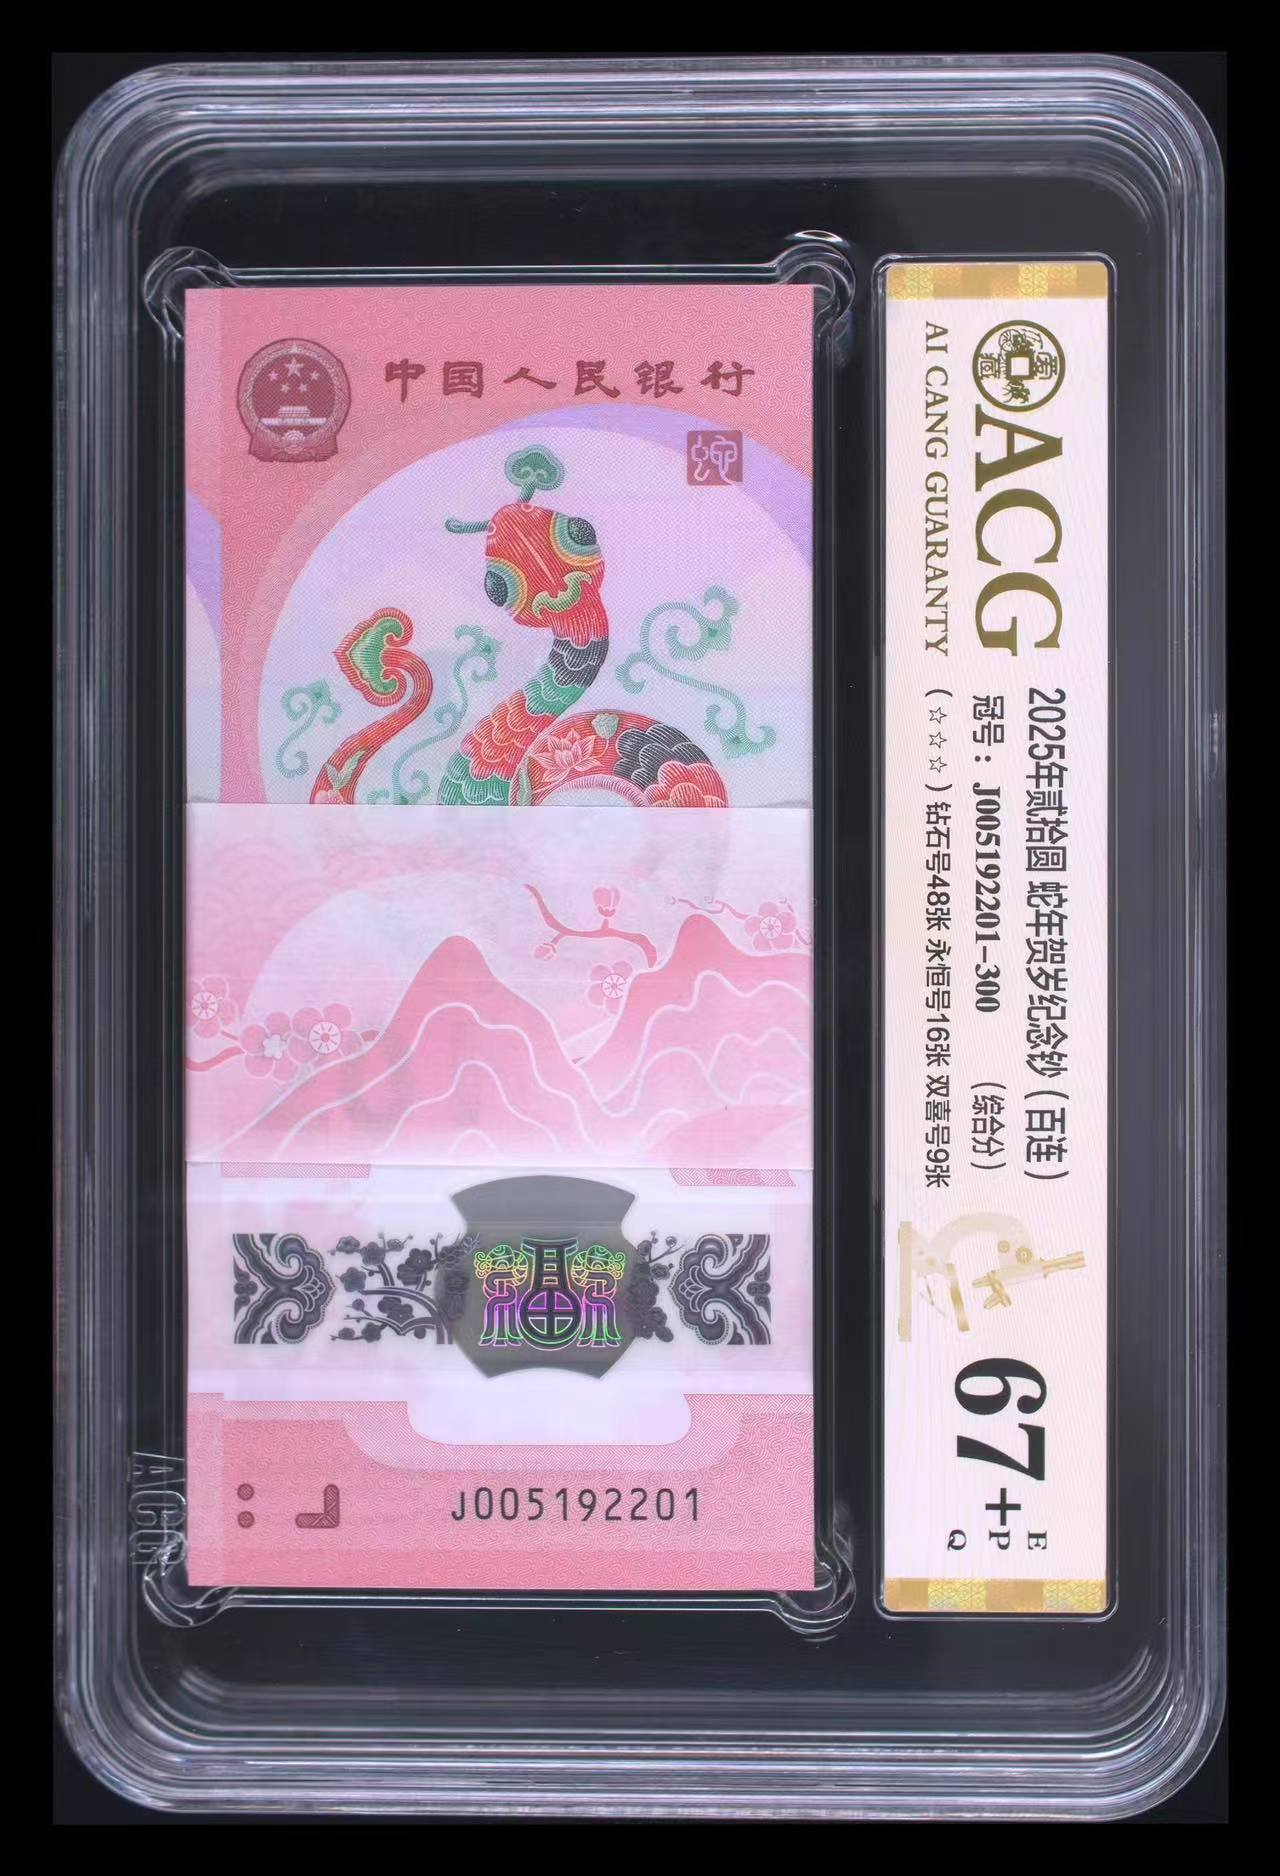 中国人民银行
蛇
J005192201
ACG
AI CANG GUARANTY
2025年贰拾圆 蛇年贺岁纪念钞（百连）
冠号：J005192201-300 （综合分）
（☆☆☆）钻石号48张 永恒号16张 双喜号9张
67+
E
P
Q
ACG